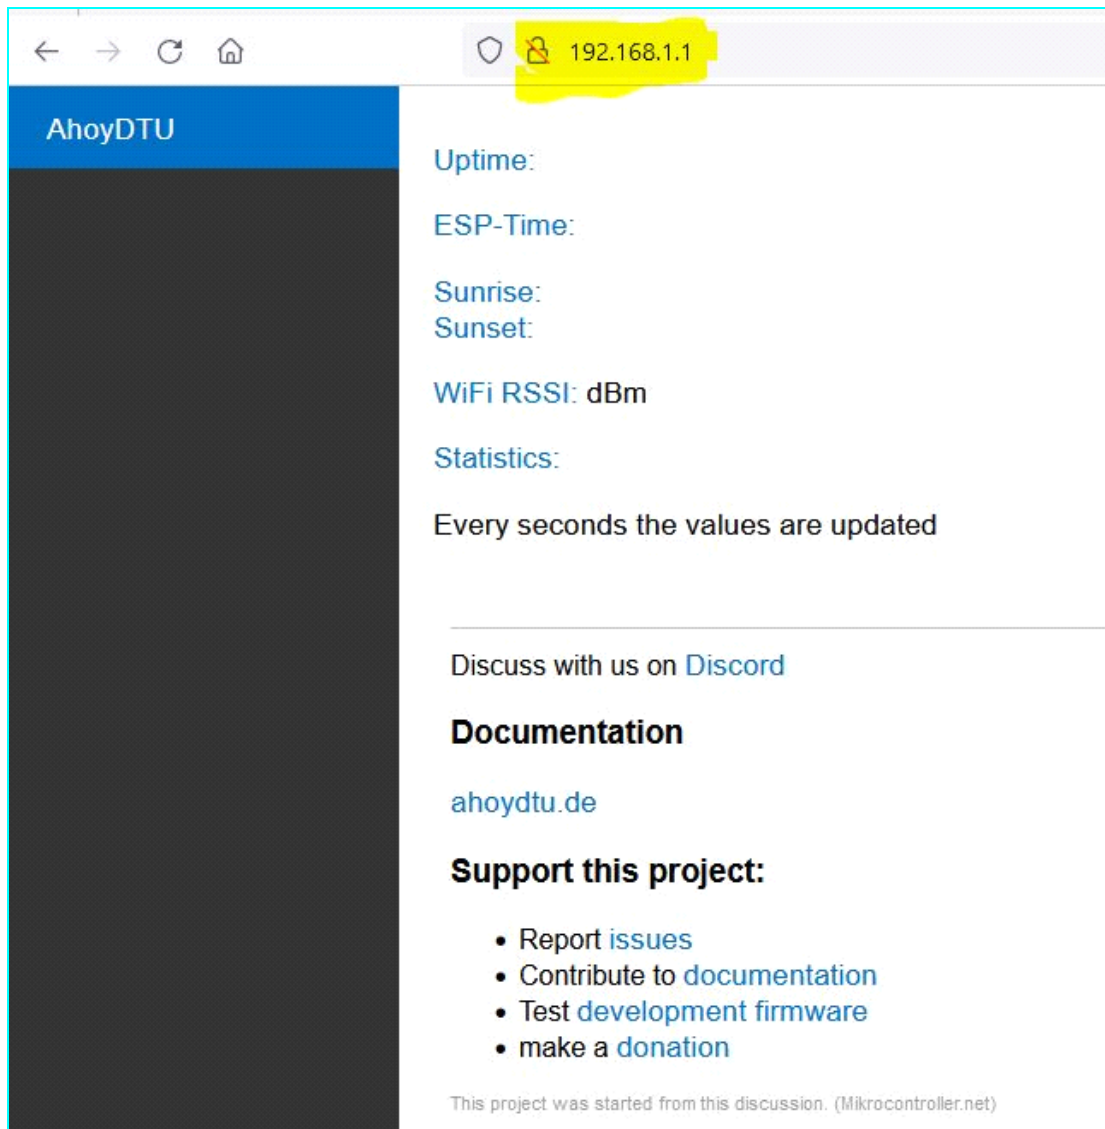 192.168.1.1
AhoyDTU
Uptime:
ESP-Time:
Sunrise:
Sunset:
WiFi RSSI: dBm
Statistics:
Every seconds the values are updated
Discuss with us on Discord
Documentation
ahoydtu.de
Support this project:
• Report issues
• Contribute to documentation
• Test development firmware
• make a donation
This project was started from this discussion. (Mikrocontroller.net)